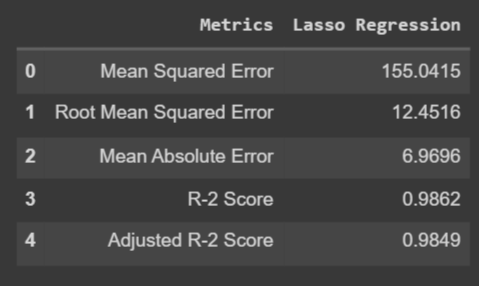 Metrics Lasso Regression
0 Mean Squared Error 155.0415
1 Root Mean Squared Error 12.4516
2 Mean Absolute Error 6.9696
3 R-2 Score 0.9862
4 Adjusted R-2 Score 0.9849